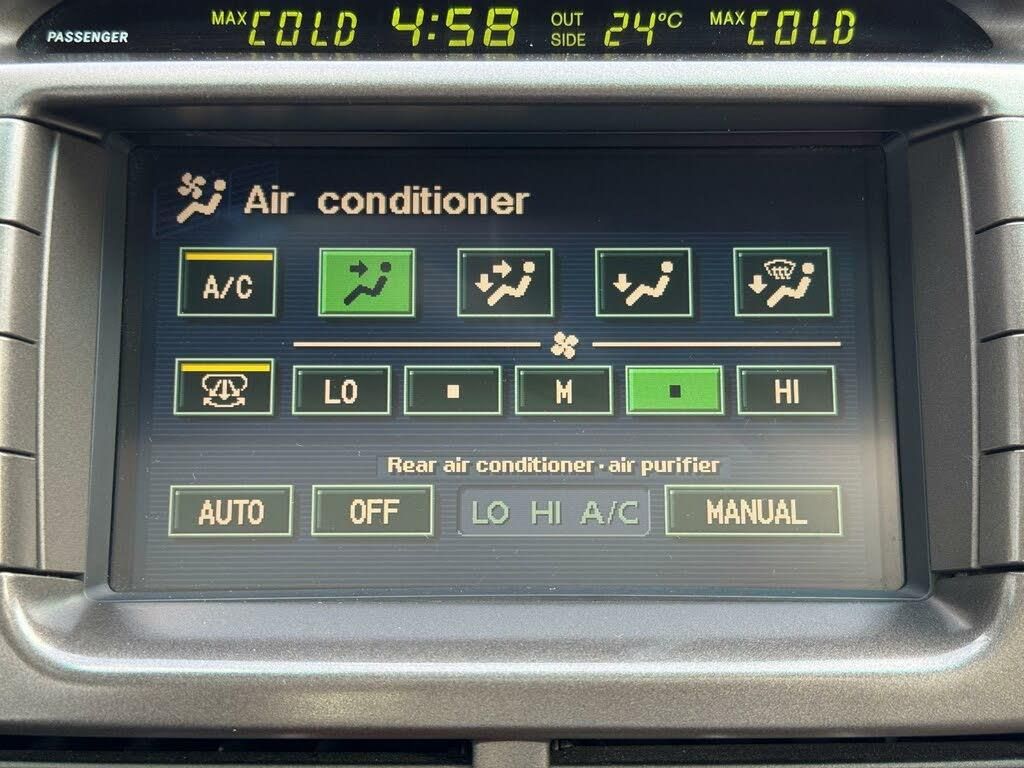 PASSENGER MAX COLD 4:58 OUT SIDE 24°C MAX COLD
Air conditioner
A/C
LO M HI
Rear air conditioner · air purifier
AUTO OFF LO HI A/C MANUAL